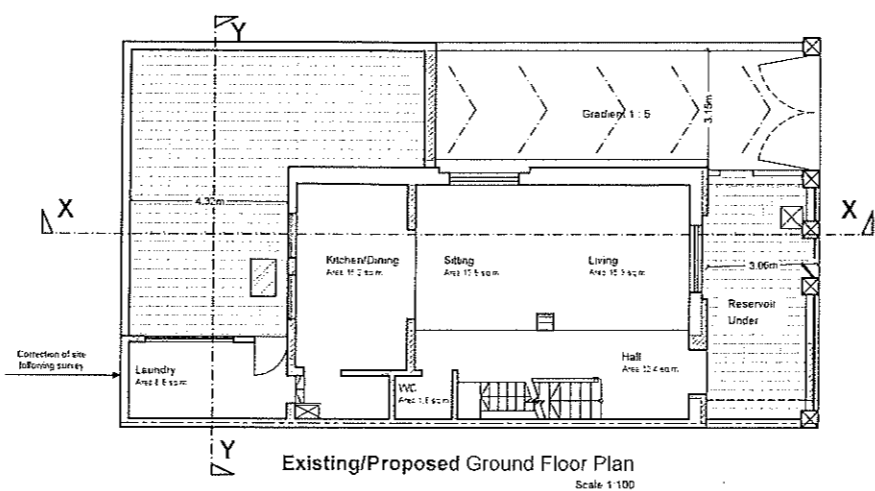 Y
Gradient 1 : 5
3.15m
X
4.32m
X
Kitchen/Dining
Sitting
Living
3.06m
Reservoir
Under
Correction of site
following survey
Laundry
Hall
WC
Y
Existing/Proposed Ground Floor Plan
Scale 1:100